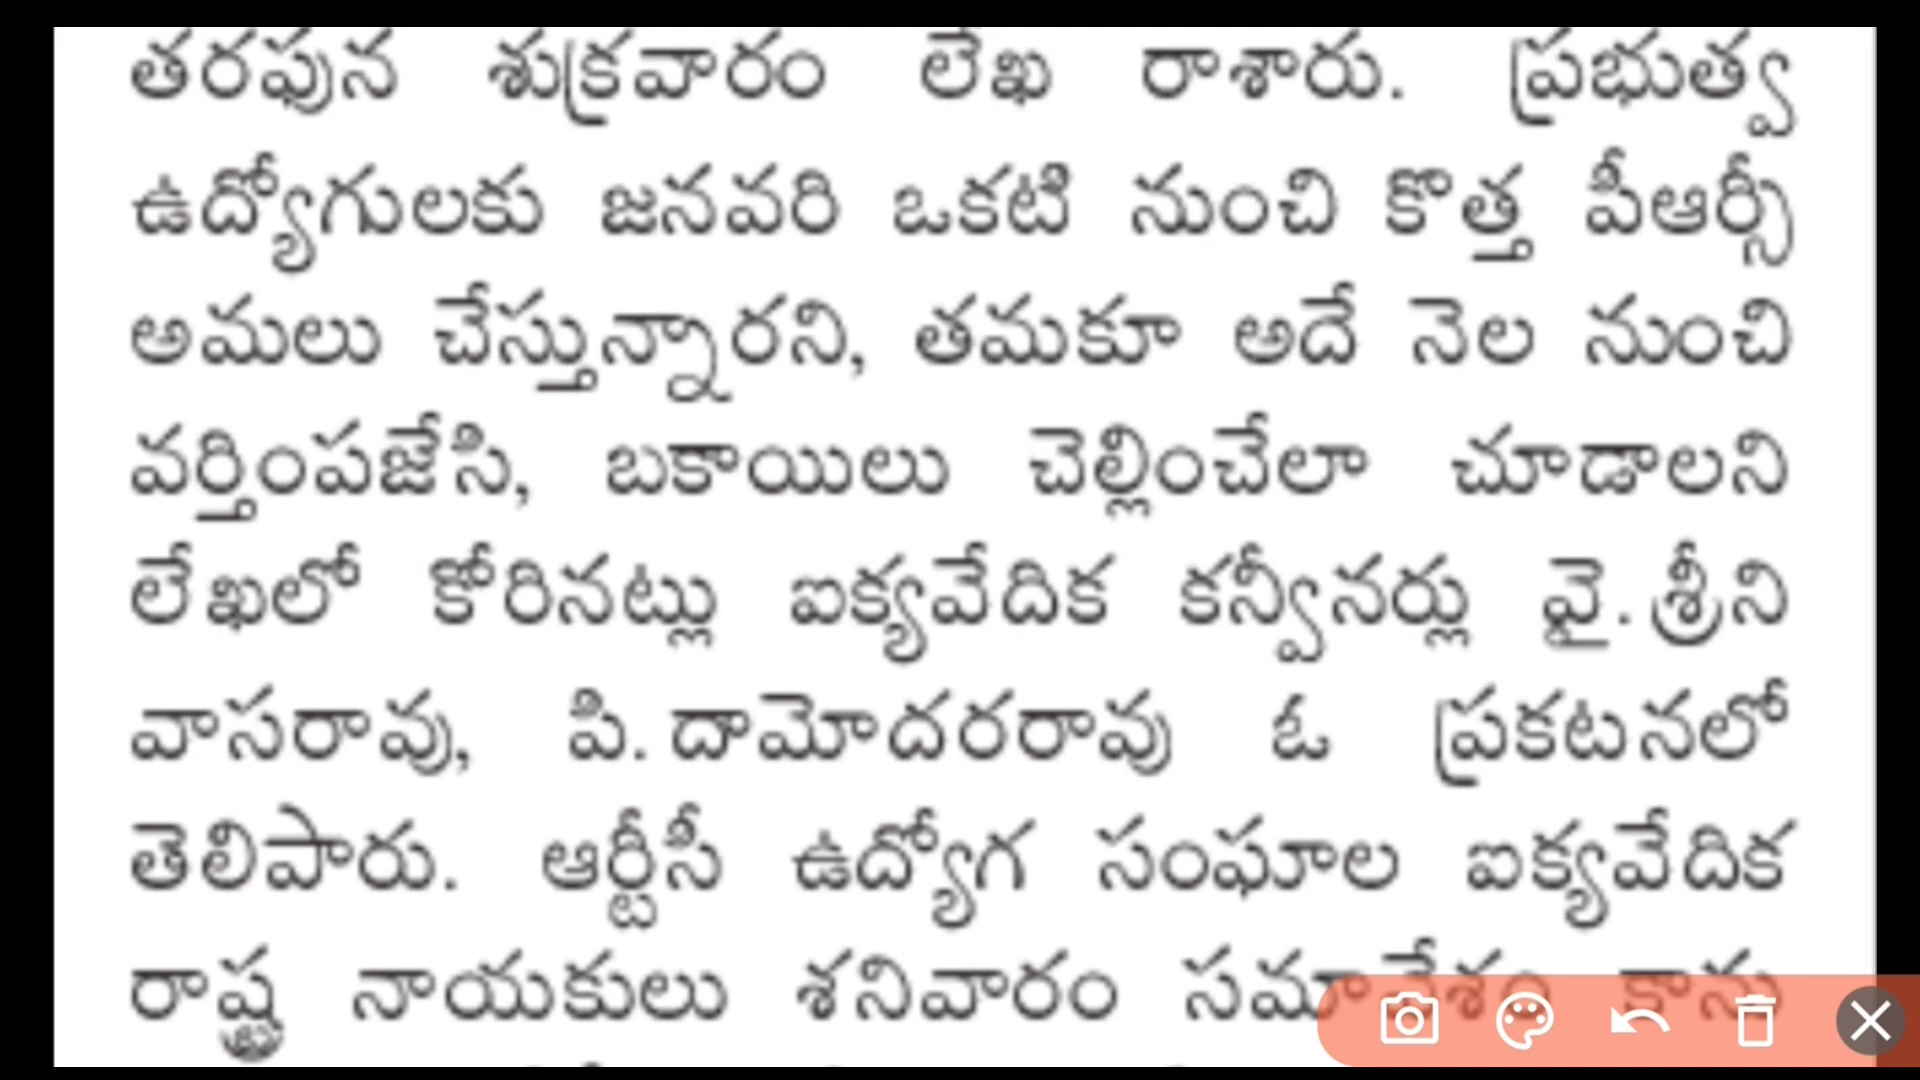 తరఫున శుక్రవారం లేఖ రాశారు. ప్రభుత్వ
ఉద్యోగులకు జనవరి ఒకటి నుంచి కొత్త పీఆర్సీ
అమలు చేస్తున్నారని, తమకూ అదే నెల నుంచి
వర్తింపజేసి, బకాయిలు చెల్లించేలా చూడాలని
లేఖలో కోరినట్లు ఐక్యవేదిక కన్వీనర్లు వై. శ్రీని
వాసరావు, పి. దామోదరరావు ఓ ప్రకటనలో
తెలిపారు. ఆర్టీసీ ఉద్యోగ సంఘాల ఐక్యవేదిక
రాష్ట్ర నాయకులు శనివారం సమావేశం కాను